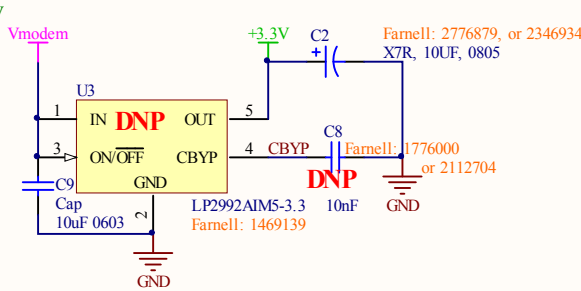 Vmodem
+3.3V
C2
Farnell: 2776879, or 2346934
X7R, 10UF, 0805
+
U3
1
IN
DNP
OUT
5
3
ON/OFF
CBYP
4
CBYP
C8
Farnell: 1776000
or 2112704
DNP
GND
2
C9
Cap
10uF 0603
LP2992AIM5-3.3
10nF
GND
Farnell: 1469139
GND